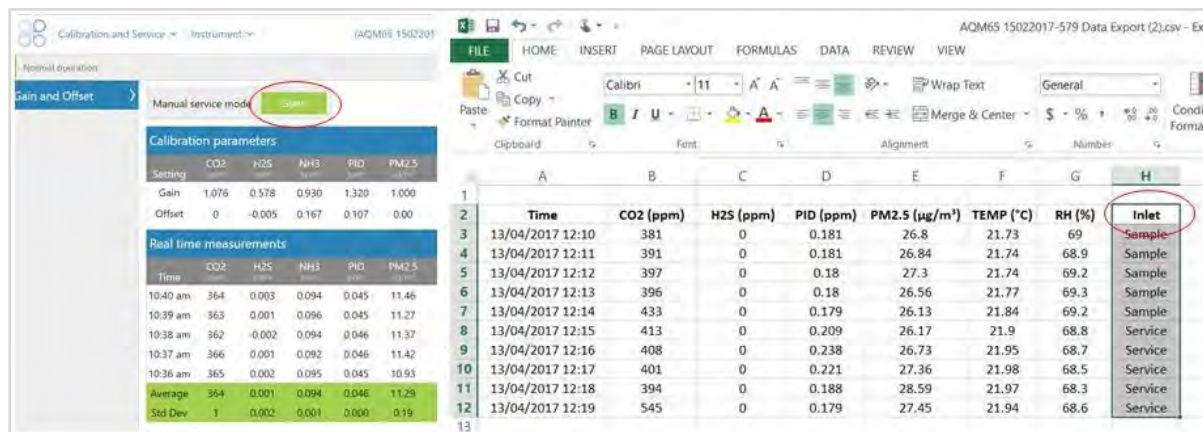 Calibration and Service Instrument (AQM65 1502201
Normal operation
Gain and Offset
Manual service mode Start
Calibration parameters
Setting CO2 H2S NH3 PID PM2.5
Gain 1.076 0.578 0.930 1.320 1.000
Offset 0 -0.005 0.167 0.107 0.00
Real time measurements
Time CO2 H2S NH3 PID PM2.5
10:40 am 364 0.003 0.094 0.045 11.46
10:39 am 363 0.001 0.096 0.045 11.27
10:38 am 362 -0.002 0.094 0.046 11.37
10:37 am 366 0.001 0.092 0.046 11.42
10:36 am 365 0.002 0.095 0.045 10.93
Average 364 0.001 0.094 0.046 11.29
Std Dev 1 0.002 0.001 0.000 0.19
AQM65 15022017-579 Data Export (2).csv - Ex
FILE HOME INSERT PAGE LAYOUT FORMULAS DATA REVIEW VIEW
Paste
Cut
Copy
Format Painter
Clipboard
Calibri 11 A A
B I U A
Font
Wrap Text
Merge & Center
Alignment
General
$ % ,
Number
Condi
Forma
A B C D E F G H
1
2 Time CO2 (ppm) H2S (ppm) PID (ppm) PM2.5 (µg/m³) TEMP (°C) RH (%) Inlet
3 13/04/2017 12:10 381 0 0.181 26.8 21.73 69 Sample
4 13/04/2017 12:11 391 0 0.181 26.84 21.74 68.9 Sample
5 13/04/2017 12:12 397 0 0.18 27.3 21.74 69.2 Sample
6 13/04/2017 12:13 396 0 0.18 26.56 21.77 69.3 Sample
7 13/04/2017 12:14 433 0 0.179 26.13 21.84 69.2 Sample
8 13/04/2017 12:15 413 0 0.209 26.17 21.9 68.8 Service
9 13/04/2017 12:16 408 0 0.238 26.73 21.95 68.7 Service
10 13/04/2017 12:17 401 0 0.221 27.36 21.98 68.5 Service
11 13/04/2017 12:18 394 0 0.188 28.59 21.97 68.3 Service
12 13/04/2017 12:19 545 0 0.179 27.45 21.94 68.6 Service
13